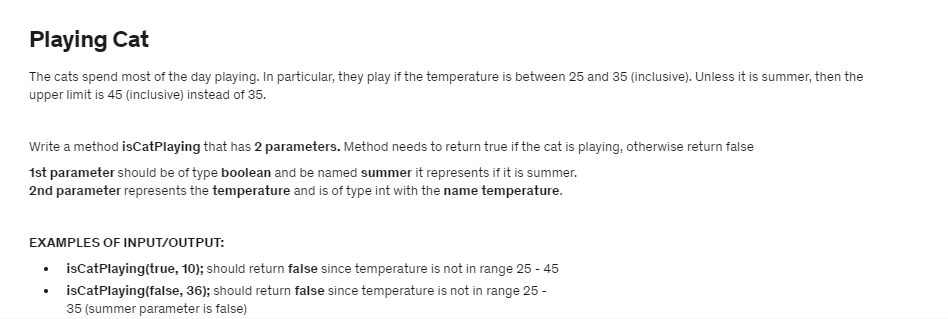 Playing Cat
The cats spend most of the day playing. In particular, they play if the temperature is between 25 and 35 (inclusive). Unless it is summer, then the
upper limit is 45 (inclusive) instead of 35.
Write a method isCatPlaying that has 2 parameters. Method needs to return true if the cat is playing, otherwise return false
1st parameter should be of type boolean and be named summer it represents if it is summer.
2nd parameter represents the temperature and is of type int with the name temperature.
EXAMPLES OF INPUT/OUTPUT:
• isCatPlaying(true, 10); should return false since temperature is not in range 25 - 45
• isCatPlaying(false, 36); should return false since temperature is not in range 25 -
35 (summer parameter is false)